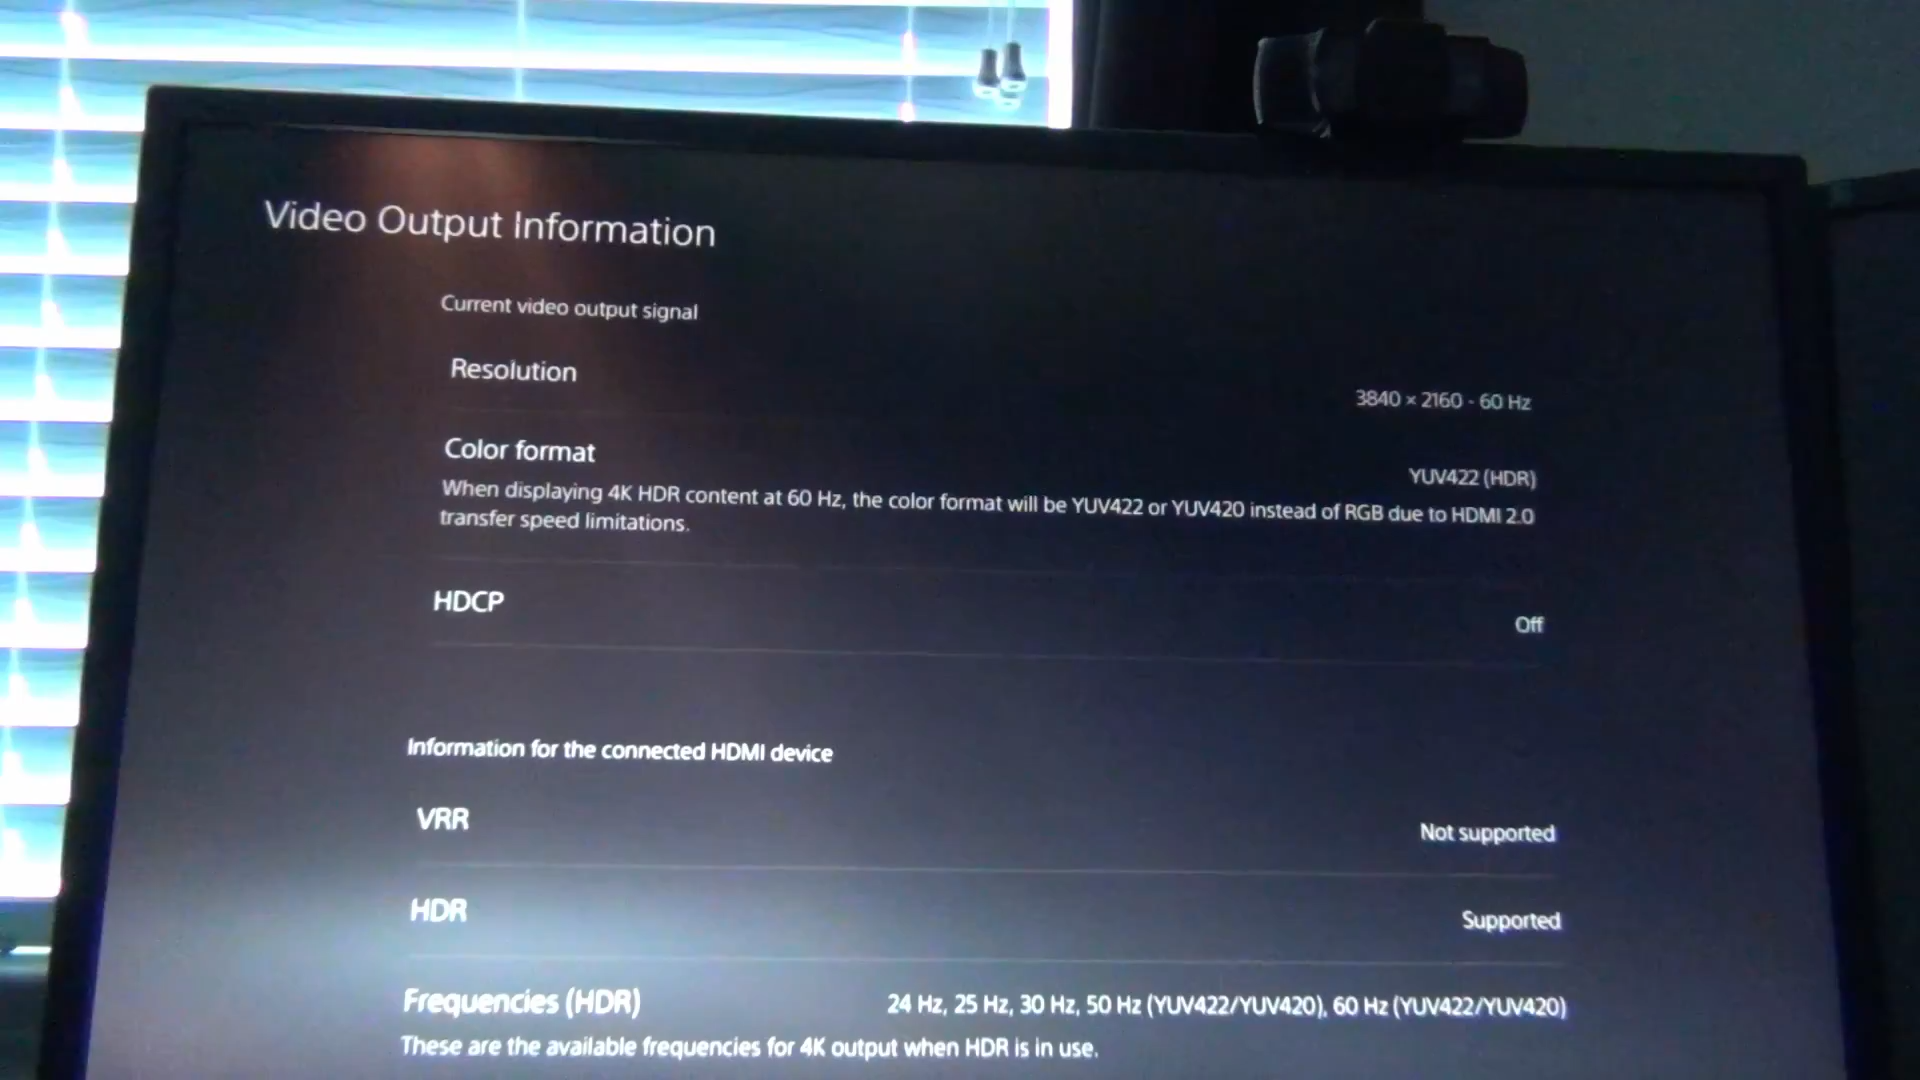 Video Output Information
Current video output signal
Resolution
3840 × 2160 - 60 Hz
Color format
YUV422 (HDR)
When displaying 4K HDR content at 60 Hz, the color format will be YUV422 or YUV420 instead of RGB due to HDMI 2.0
transfer speed limitations.
HDCP
Off
Information for the connected HDMI device
VRR
Not supported
HDR
Supported
Frequencies (HDR)
24 Hz, 25 Hz, 30 Hz, 50 Hz (YUV422/YUV420), 60 Hz (YUV422/YUV420)
These are the available frequencies for 4K output when HDR is in use.